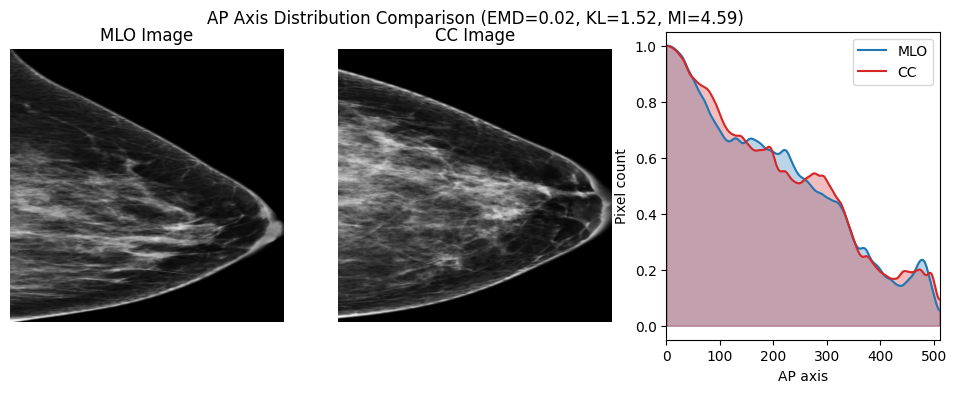 AP Axis Distribution Comparison (EMD=0.02, KL=1.52, MI=4.59)
MLO Image
CC Image
MLO
CC
Pixel count
1.0
0.8
0.6
0.4
0.2
0.0
0 100 200 300 400 500
AP axis